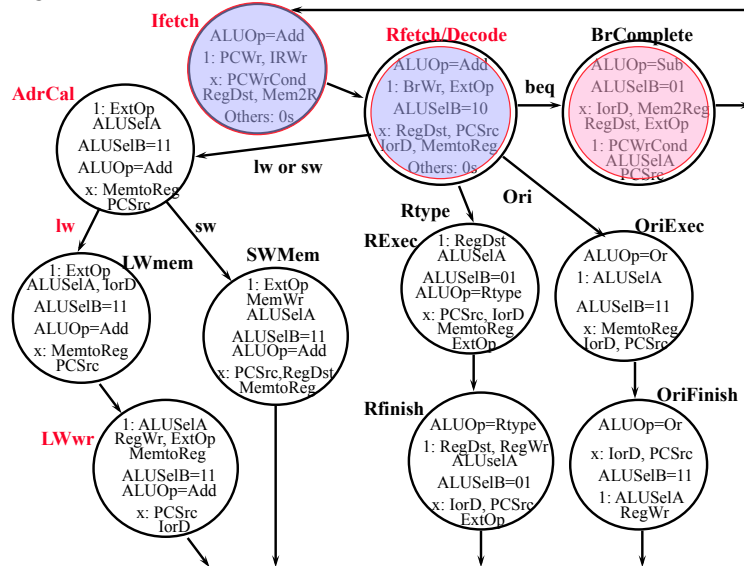 Ifetch
ALUOp=Add
1: PCWr, IRWr
x: PCWrCond
RegDst, Mem2R
Others: 0s
Rfetch/Decode
ALUOp=Add
1: BrWr, ExtOp
ALUSelB=10
x: RegDst, PCSrc
IorD, MemtoReg
Others: 0s
beq
BrComplete
ALUOp=Sub
ALUSelB=01
x: IorD, Mem2Reg
RegDst, ExtOp
1: PCWrCond
ALUSelA
PCSrc
AdrCal
1: ExtOp
ALUSelA
ALUSelB=11
ALUOp=Add
x: MemtoReg
PCSrc
lw or sw
lw
sw
Rtype
Ori
LWmem
1: ExtOp
ALUSelA, IorD
ALUSelB=11
ALUOp=Add
x: MemtoReg
PCSrc
SWMem
1: ExtOp
MemWr
ALUSelA
ALUSelB=11
ALUOp=Add
x: PCSrc,RegDst
MemtoReg
RExec
1: RegDst
ALUSelA
ALUSelB=01
ALUOp=Rtype
x: PCSrc, IorD
MemtoReg
ExtOp
OriExec
ALUOp=Or
1: ALUSelA
ALUSelB=11
x: MemtoReg
IorD, PCSrc
LWwr
1: ALUSelA
RegWr, ExtOp
MemtoReg
ALUSelB=11
ALUOp=Add
x: PCSrc
IorD
Rfinish
ALUOp=Rtype
1: RegDst, RegWr
ALUSelA
ALUSelB=01
x: IorD, PCSrc
ExtOp
OriFinish
ALUOp=Or
x: IorD, PCSrc
ALUSelB=11
1: ALUSelA
RegWr